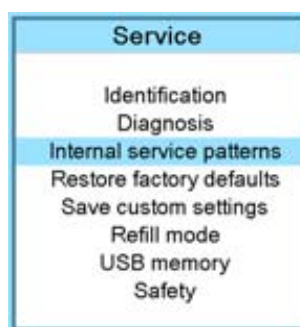 Service
Identification
Diagnosis
Internal service patterns
Restore factory defaults
Save custom settings
Refill mode
USB memory
Safety